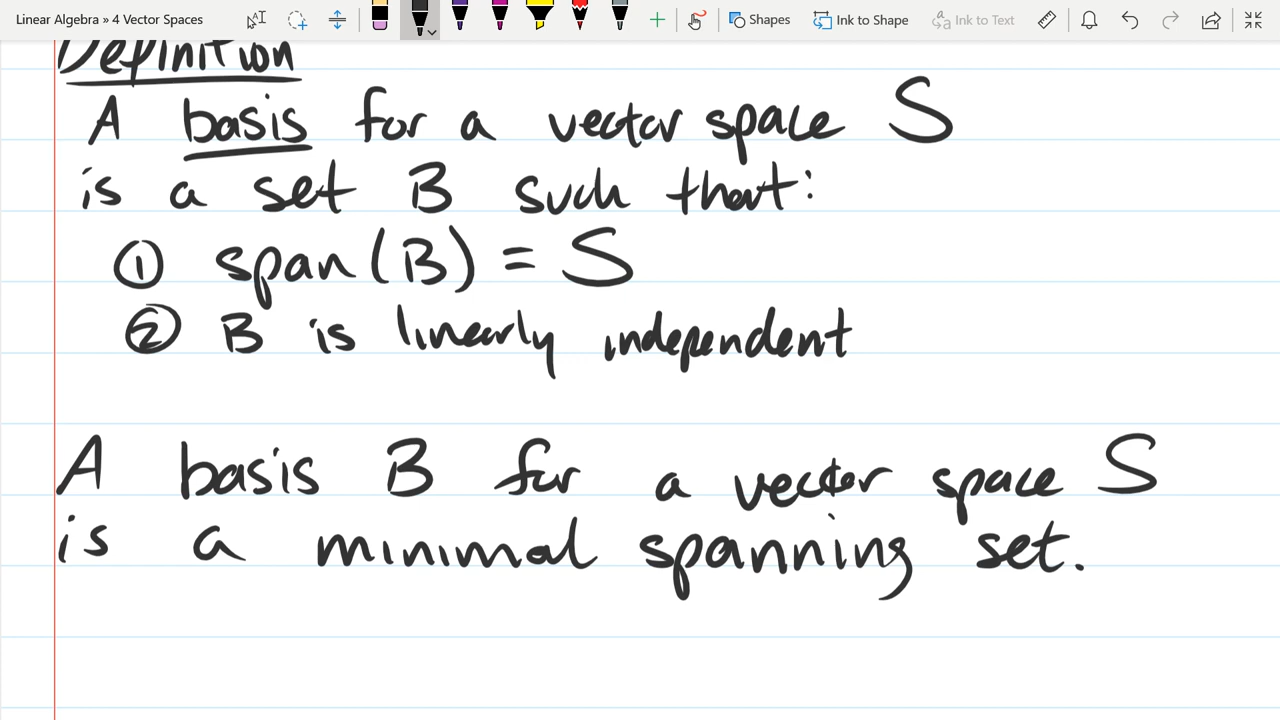 Linear Algebra » 4 Vector Spaces
Shapes
Ink to Shape
Ink to Text
Definition
A basis for a vector space S
is a set B such that:
① span(B) = S
② B is linearly independent
A basis B for a vector space S
is a minimal spanning set.